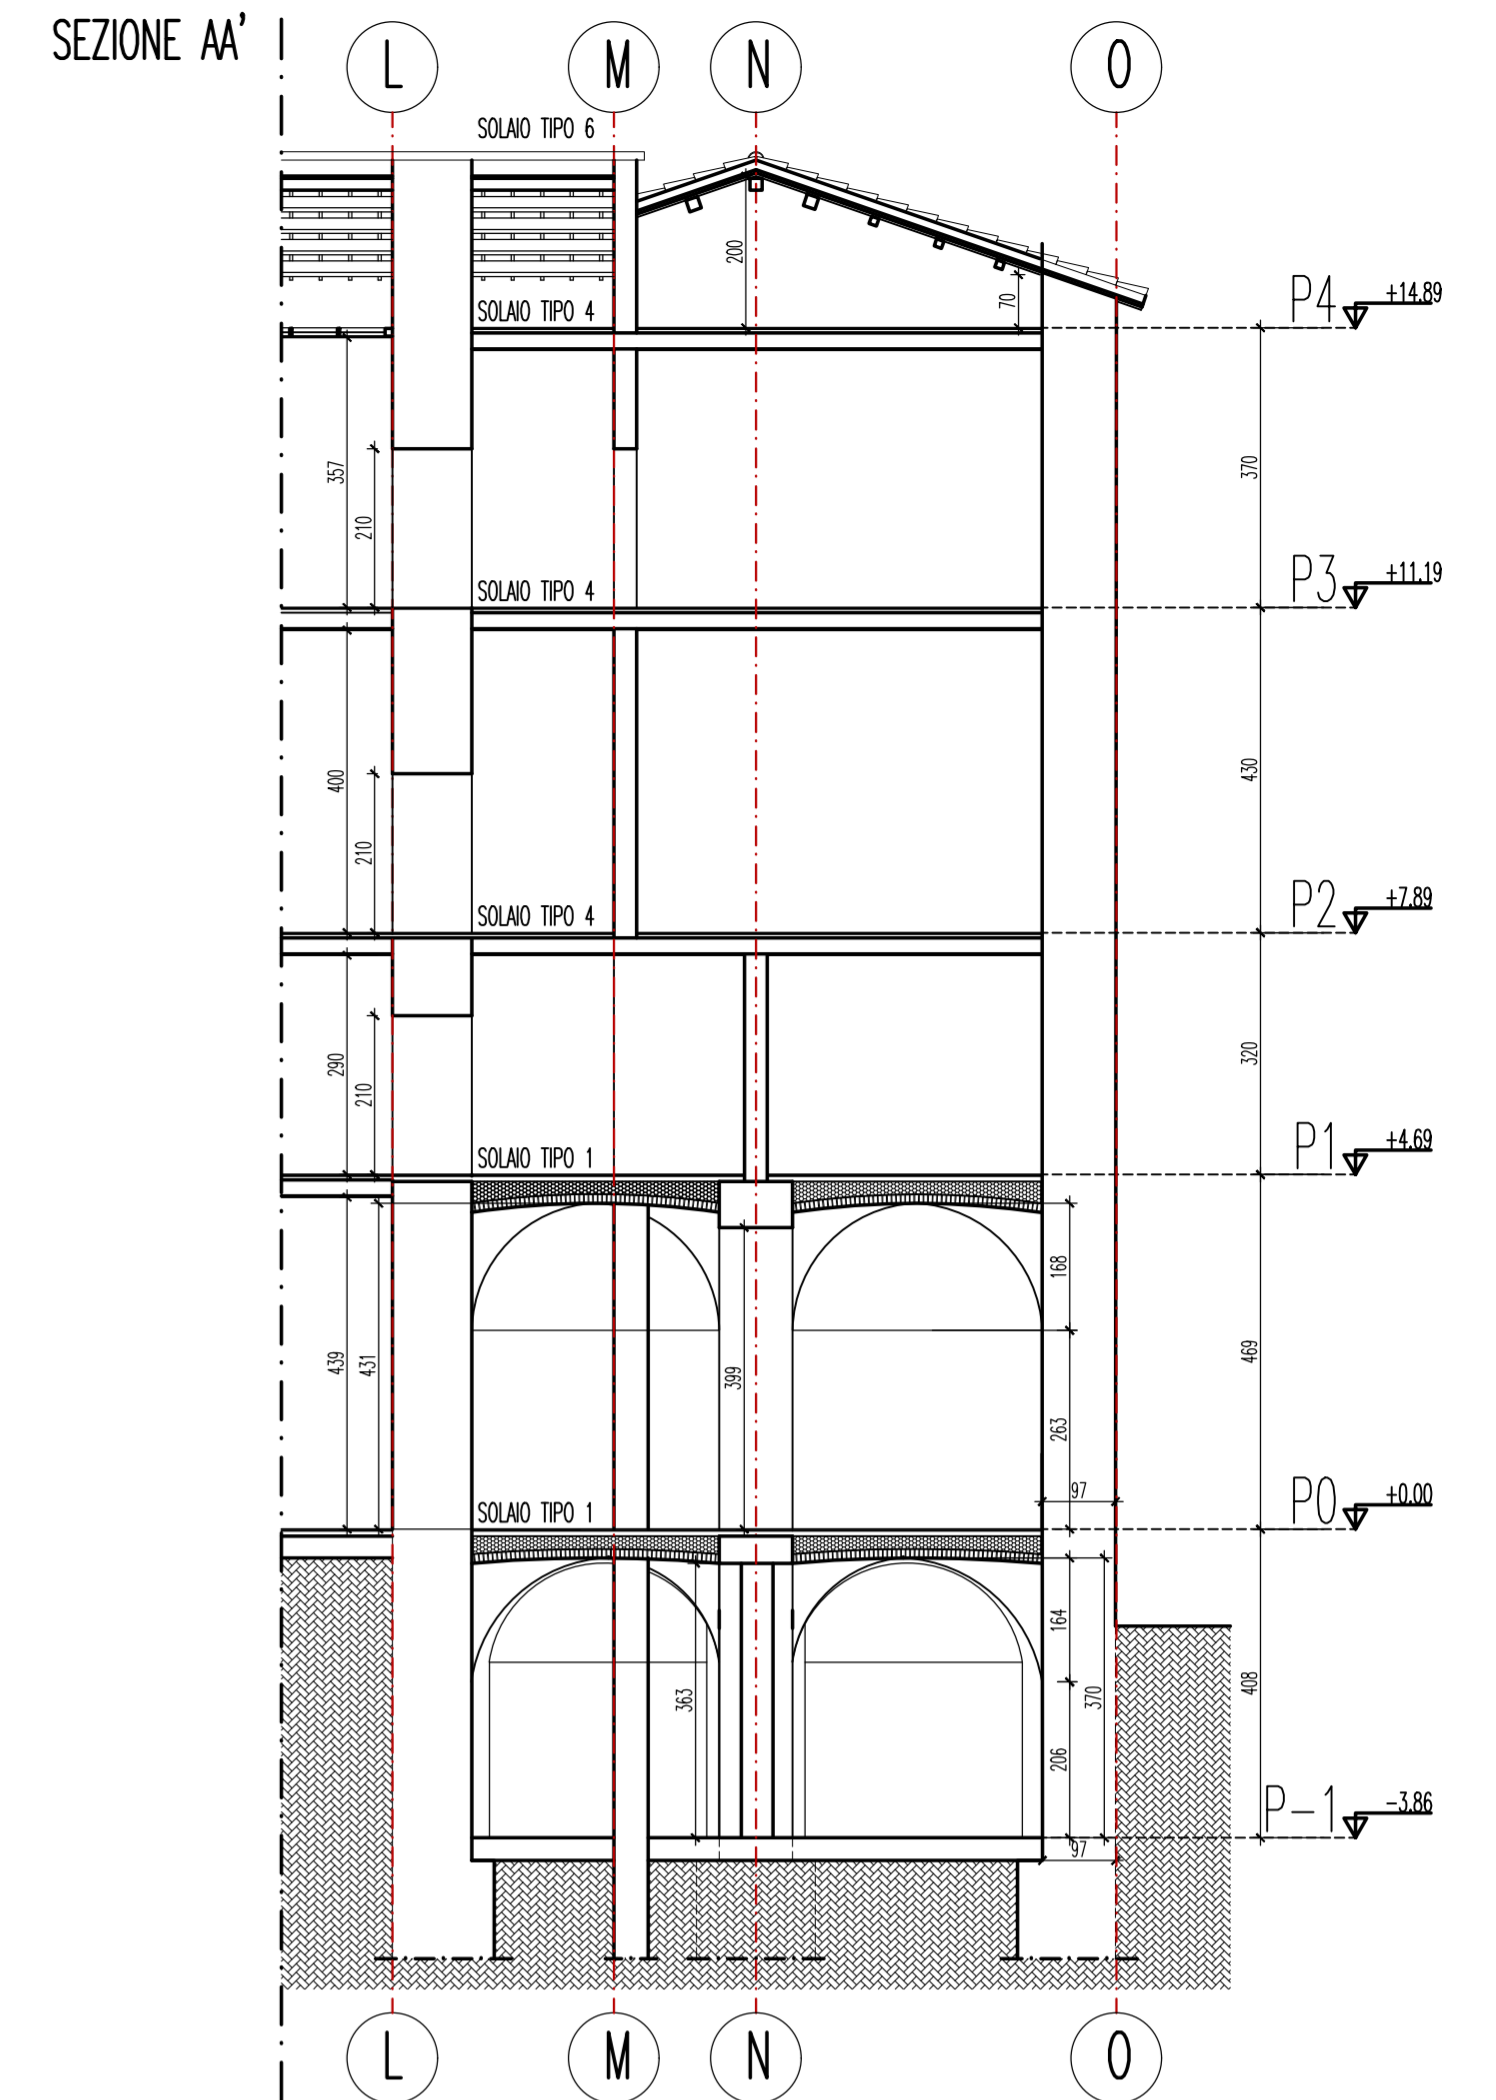 SEZIONE AA'
L M N O
SOLAIO TIPO 6
200
70
SOLAIO TIPO 4
P4 +14.89
357
210
370
SOLAIO TIPO 4
P3 +11.19
400
210
430
SOLAIO TIPO 4
P2 +7.89
290
210
320
SOLAIO TIPO 1
P1 +4.69
439
431
399
168
263
469
97
SOLAIO TIPO 1
P0 +0.00
363
164
206
370
408
P-1 -3.86
97
L M N O